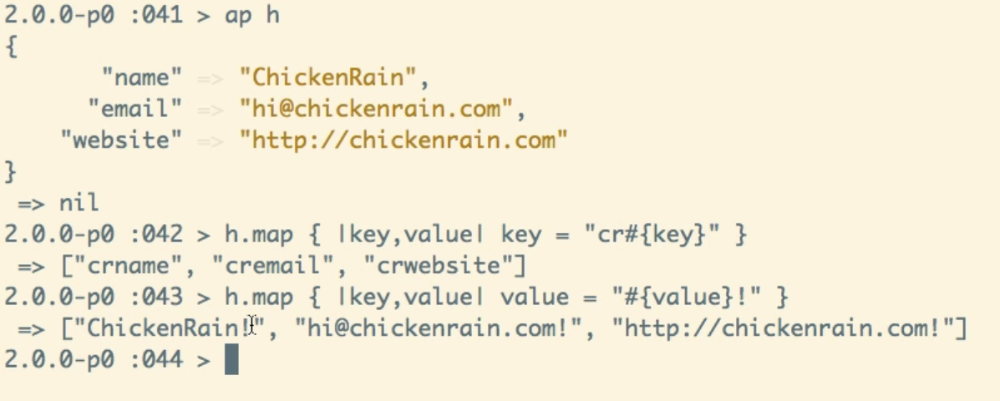 2.0.0-p0 :041 > ap h
{
       "name" => "ChickenRain",
      "email" => "hi@chickenrain.com",
    "website" => "http://chickenrain.com"
}
 => nil
2.0.0-p0 :042 > h.map { |key,value| key = "cr#{key}" }
 => ["crname", "cremail", "crwebsite"]
2.0.0-p0 :043 > h.map { |key,value| value = "#{value}!" }
 => ["ChickenRain!", "hi@chickenrain.com!", "http://chickenrain.com!"]
2.0.0-p0 :044 >